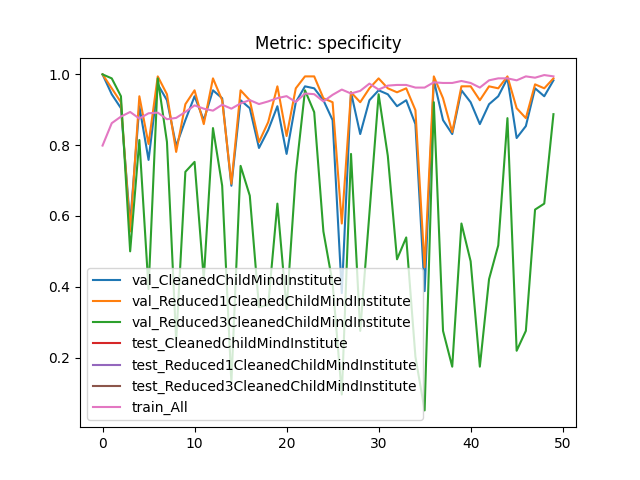 Metric: specificity
1.0
0.8
0.6
0.4
0.2
val_CleanedChildMindInstitute
val_Reduced1CleanedChildMindInstitute
val_Reduced3CleanedChildMindInstitute
test_CleanedChildMindInstitute
test_Reduced1CleanedChildMindInstitute
test_Reduced3CleanedChildMindInstitute
train_All
0 10 20 30 40 50